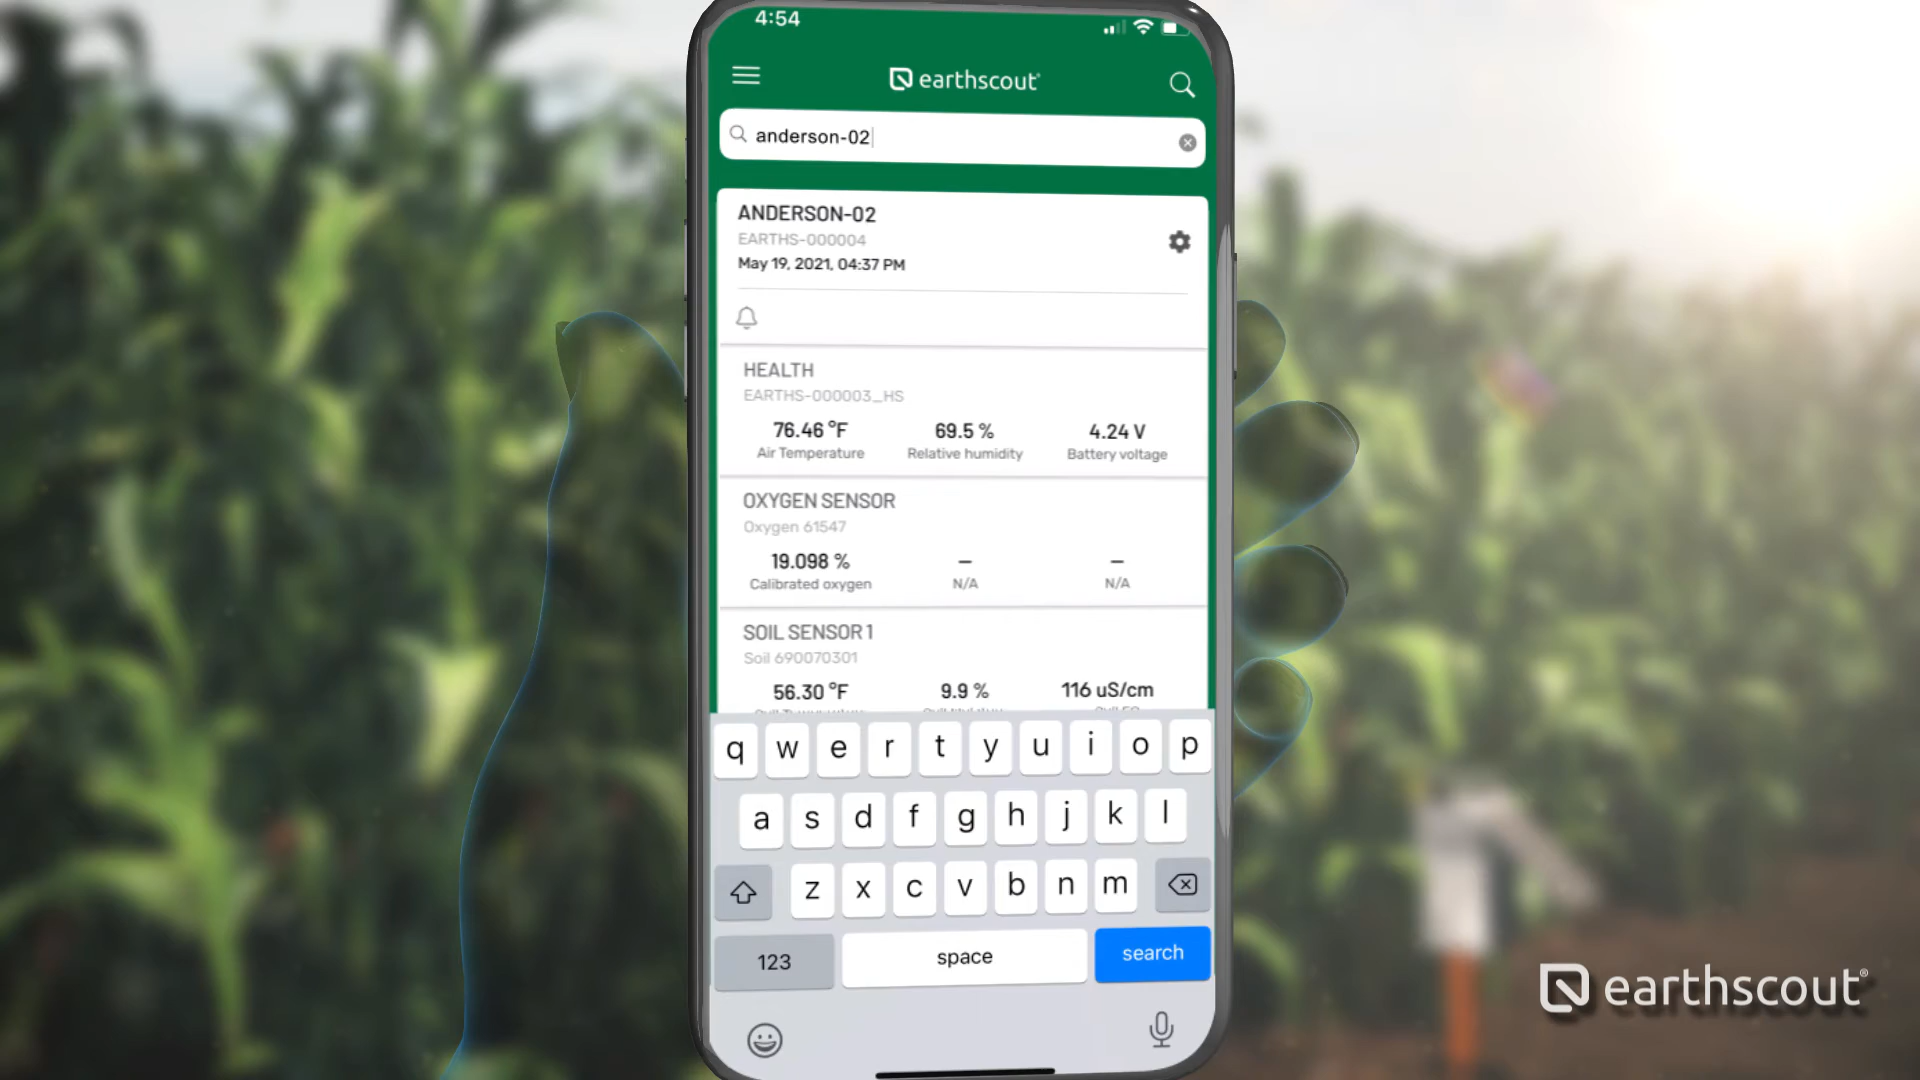 4:54
earthscout®
anderson-02
ANDERSON-02
EARTHS-000004
May 19, 2021, 04:37 PM
HEALTH
EARTHS-000003_HS
76.46 °F 69.5 % 4.24 V
Air Temperature Relative humidity Battery voltage
OXYGEN SENSOR
Oxygen 61547
19.098 % — —
Calibrated oxygen N/A N/A
SOIL SENSOR 1
Soil 690070301
56.30 °F 9.9 % 116 uS/cm
q w e r t y u i o p
a s d f g h j k l
z x c v b n m
123 space search
earthscout®